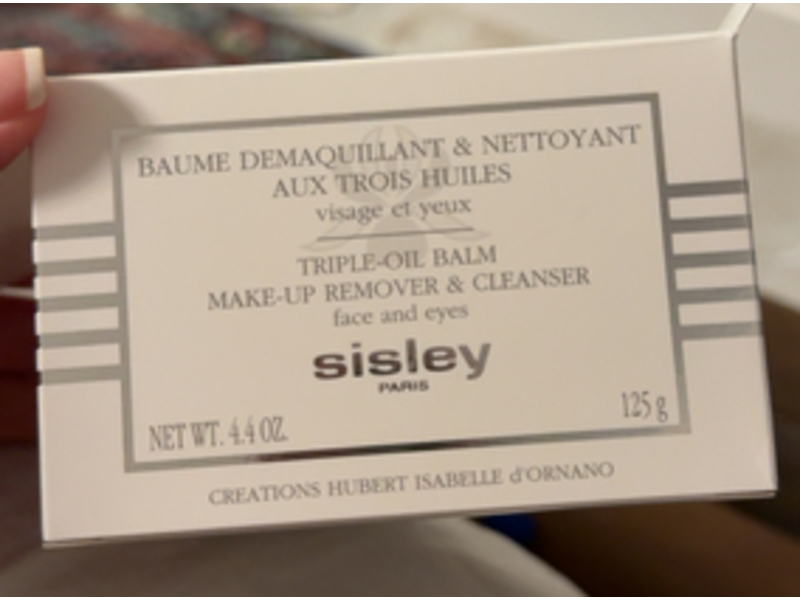 BAUME DEMAQUILLANT & NETTOYANT
AUX TROIS HUILES
visage et yeux
TRIPLE-OIL BALM
MAKE-UP REMOVER & CLEANSER
face and eyes
sisley
PARIS
NET WT. 4.4 OZ. 125 g
CREATIONS HUBERT ISABELLE d'ORNANO